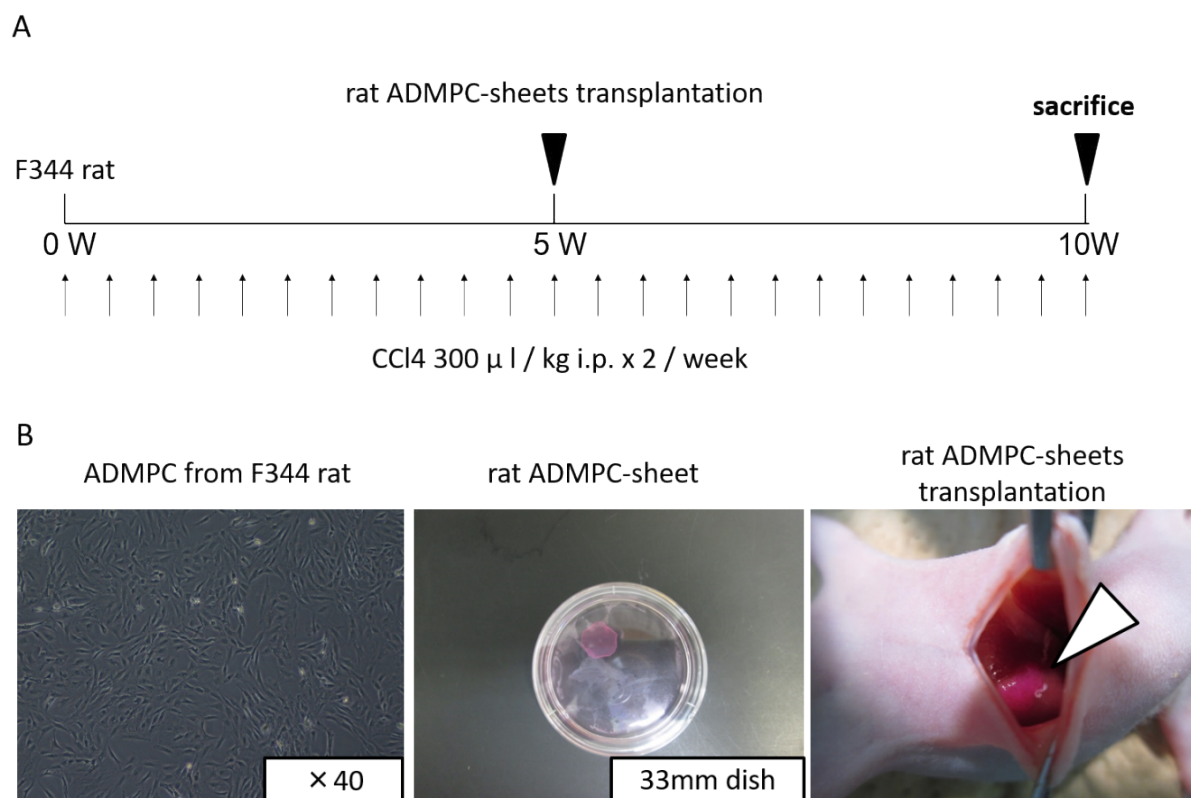 A
rat ADMPC-sheets transplantation
sacrifice
F344 rat
0 W
5 W
10W
CCl4 300 μ l / kg i.p. x 2 / week
B
ADMPC from F344 rat
rat ADMPC-sheet
rat ADMPC-sheets
transplantation
× 40
33mm dish